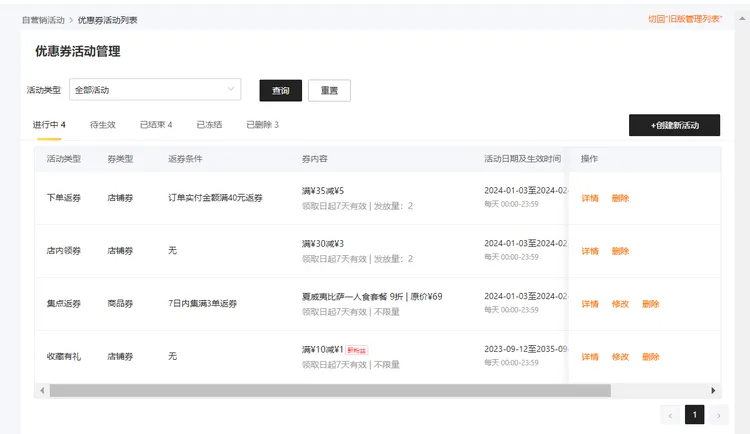 自营销活动 > 优惠券活动列表
切回"旧版管理列表"
优惠券活动管理
活动类型 全部活动 查询 重置
进行中 4 待生效 已结束 4 已冻结 已删除 3
+创建新活动
活动类型 券类型 返券条件 券内容 活动日期及生效时间 操作
下单返券 店铺券 订单实付金额满40元返券 满¥35减¥5 2024-01-03至2024-02- 详情 删除
领取日起7天有效 | 发放量：2 每天 00:00-23:59
店内领券 店铺券 无 满¥30减¥3 2024-01-03至2024-02 详情 删除
领取日起7天有效 | 发放量：2 每天 00:00-23:59
集点返券 商品券 7日内集满3单返券 夏威夷比萨一人食套餐 9折 | 原价¥69 2024-01-03至2024-02- 详情 修改 删除
领取日起7天有效 | 不限量 每天 00:00-23:59
收藏有礼 店铺券 无 满¥10减¥1 2023-09-12至2035-09- 详情 修改 删除
领取日起7天有效 | 不限量 每天 00:00-23:59
‹ 1 ›